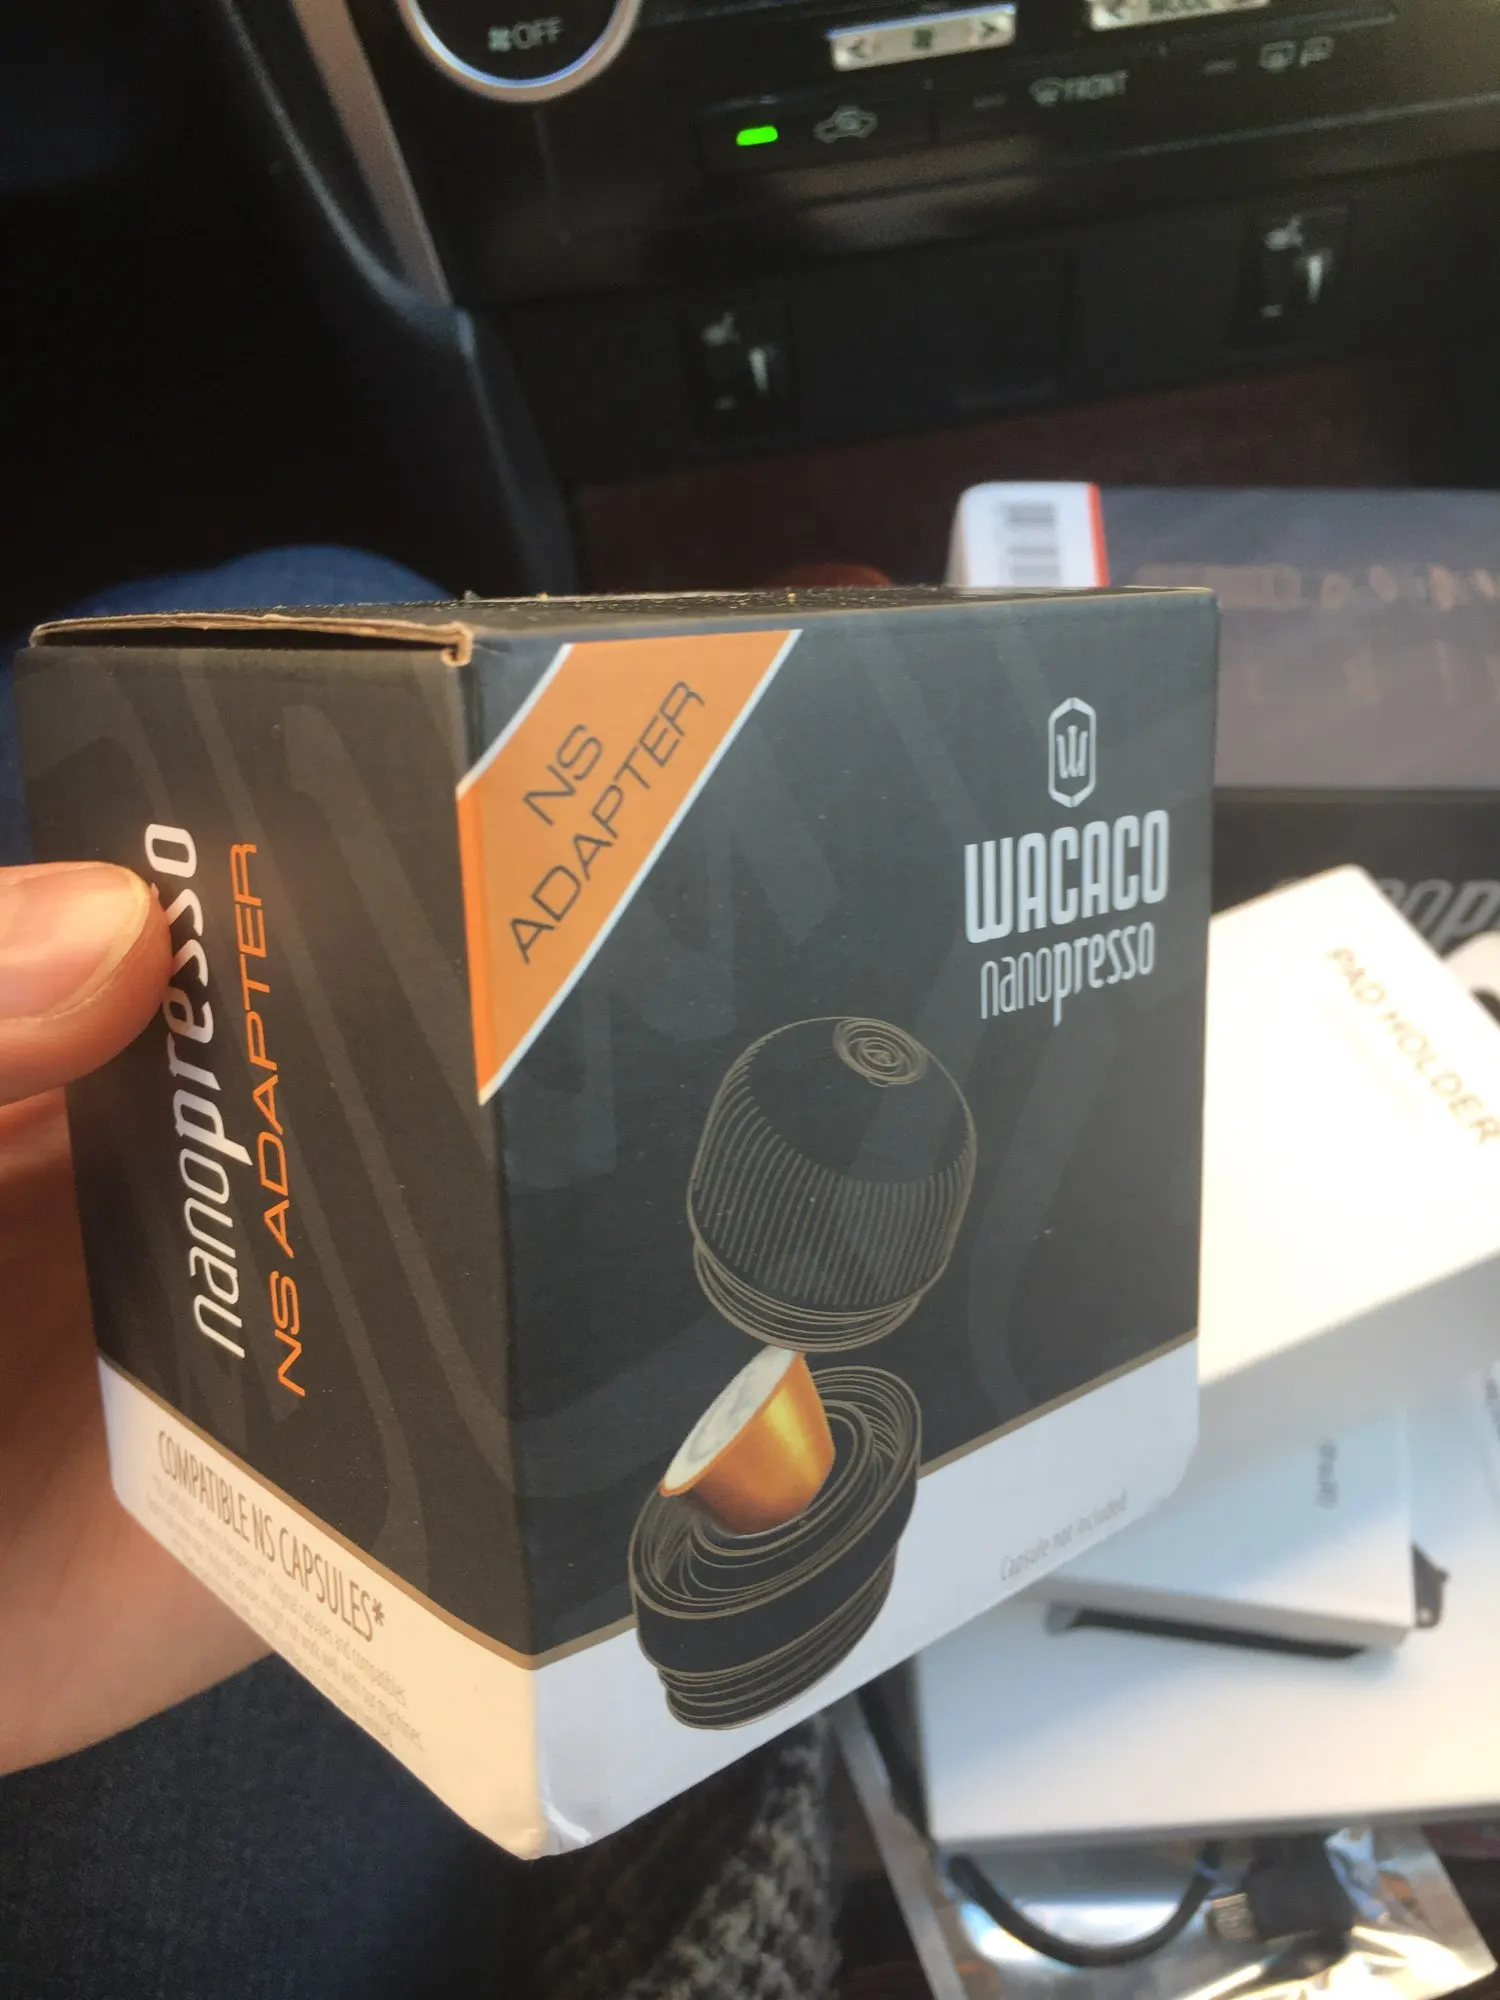 OFF
FRONT
NS
ADAPTER
WACACO
nanopresso
nanopresso
NS ADAPTER
COMPATIBLE NS CAPSULES*
Capsule not included
PAD HOLDER